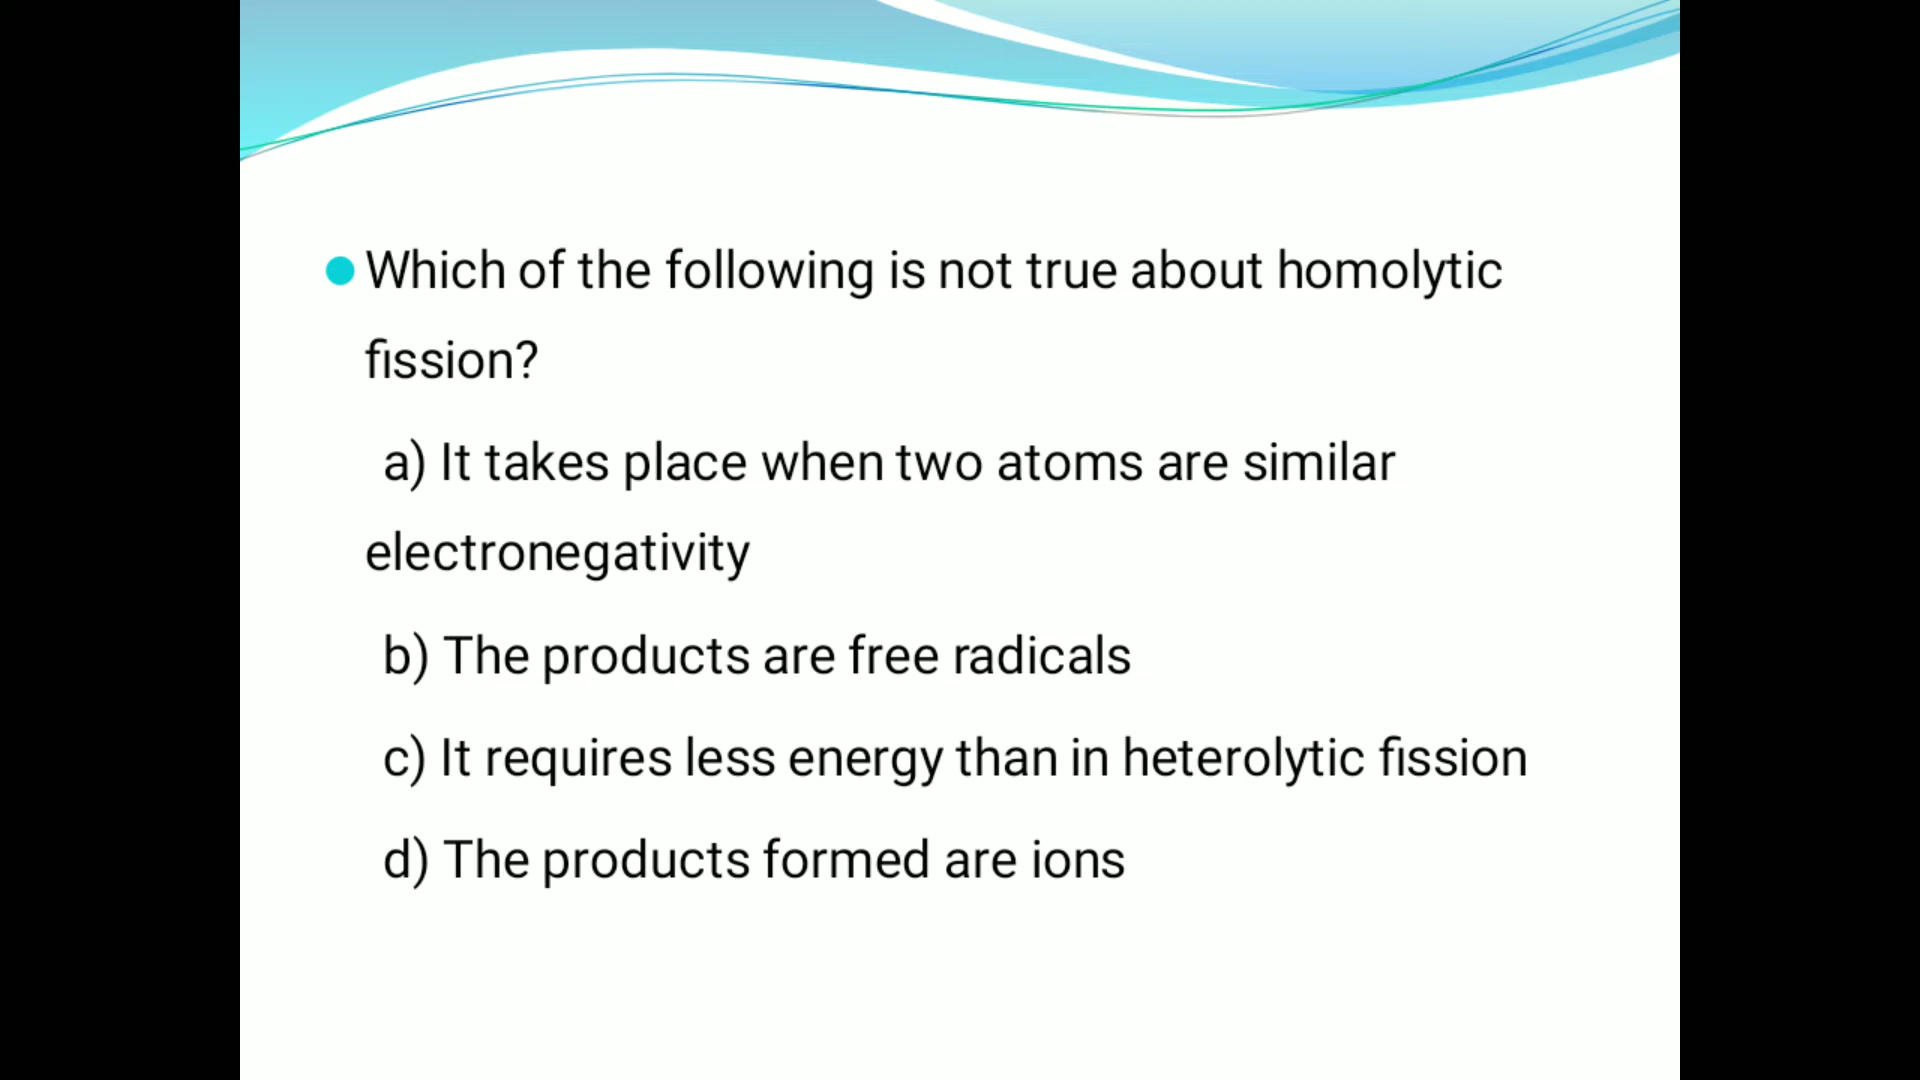 Which of the following is not true about homolytic
fission?
a) It takes place when two atoms are similar
electronegativity
b) The products are free radicals
c) It requires less energy than in heterolytic fission
d) The products formed are ions